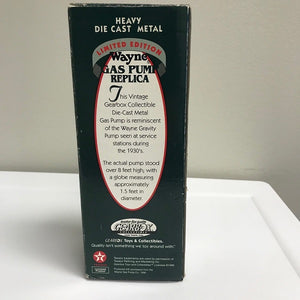 HEAVY
DIE CAST METAL
LIMITED EDITION
Wayne
GAS PUMP
REPLICA
This Vintage
Gearbox Collectible
Die-Cast Metal
Gas Pump is reminiscent
of the Wayne Gravity
Pump seen at service
stations during
the 1930's.
The actual pump stood
over 8 feet high, with
a globe measuring
approximately
1.5 feet in
diameter.
GEARBOX
GEARBOX Toys & Collectibles.
Quality isn't something we toy around with.